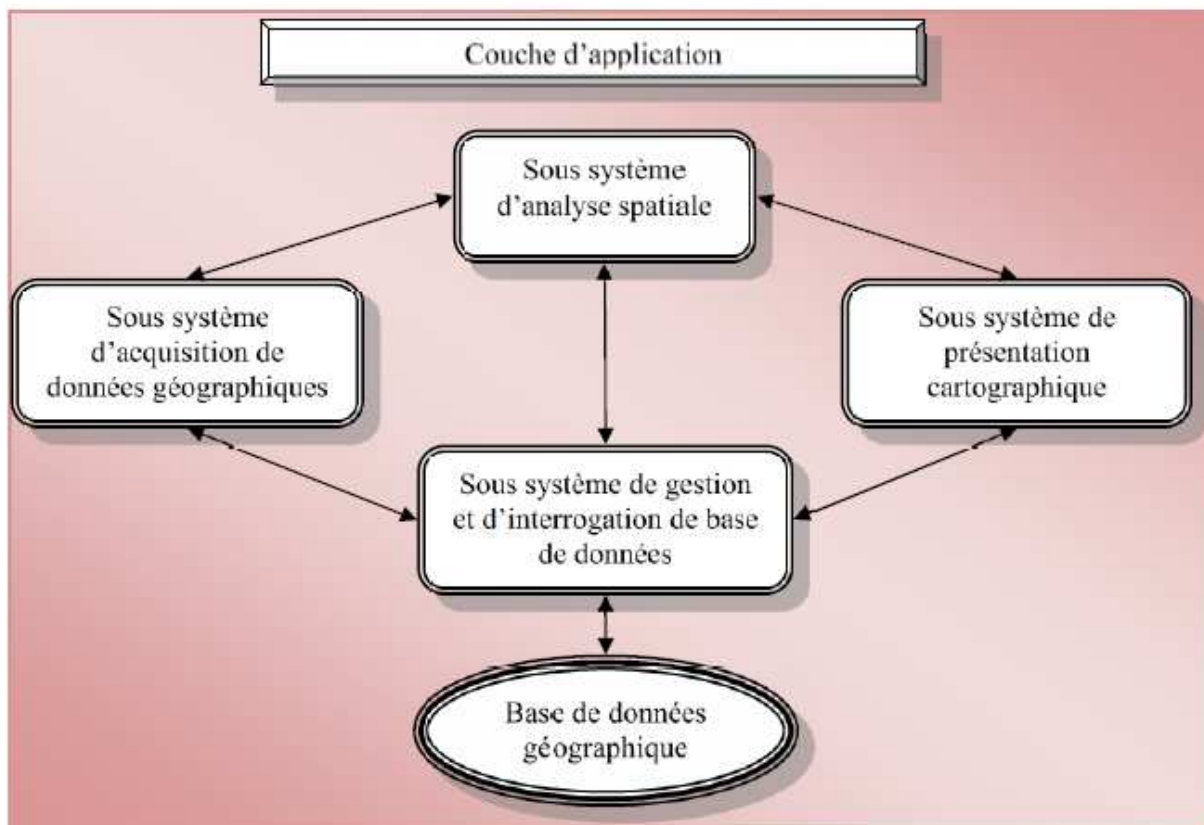 Couche d'application
Sous système
d'analyse spatiale
Sous système
d'acquisition de
données géographiques
Sous système de
présentation
cartographique
Sous système de gestion
et d'interrogation de base
de données
Base de données
géographique